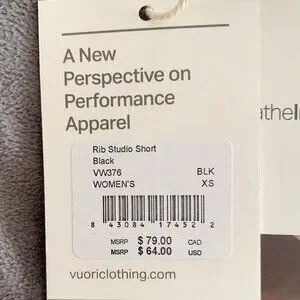 A New
Perspective on
Performance
Apparel
Rib Studio Short
Black
VW376 BLK
WOMEN'S XS
8 43084 17452 2
MSRP $ 79.00 CAD
MSRP $ 64.00 USD
vuoriclothing.com